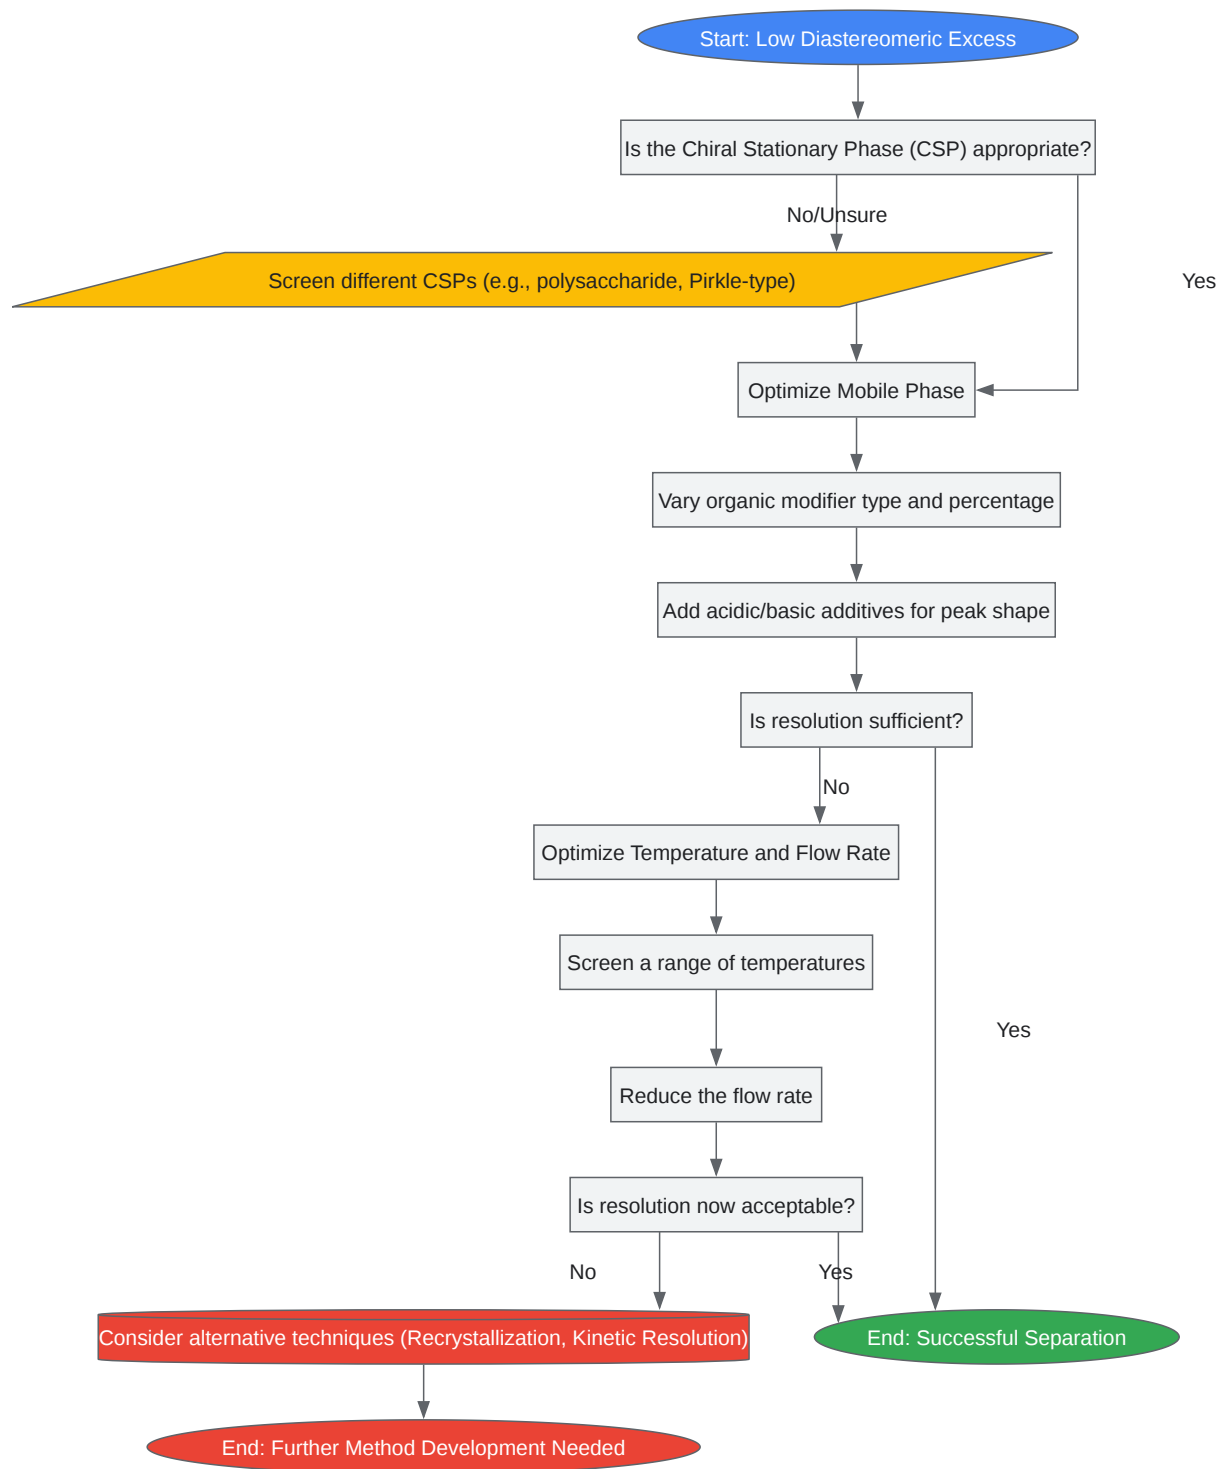 Start: Low Diastereomeric Excess
Is the Chiral Stationary Phase (CSP) appropriate?
No/Unsure
Screen different CSPs (e.g., polysaccharide, Pirkle-type)
Yes
Optimize Mobile Phase
Vary organic modifier type and percentage
Add acidic/basic additives for peak shape
Is resolution sufficient?
No
Optimize Temperature and Flow Rate
Screen a range of temperatures
Yes
Reduce the flow rate
Is resolution now acceptable?
No
Yes
Consider alternative techniques (Recrystallization, Kinetic Resolution)
End: Successful Separation
End: Further Method Development Needed